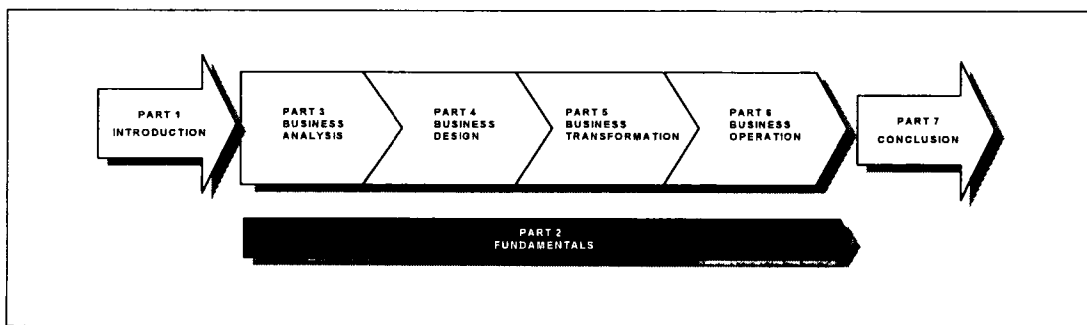 PART 1
INTRODUCTION
PART 3
BUSINESS
ANALYSIS
PART 4
BUSINESS
DESIGN
PART 5
BUSINESS
TRANSFORMATION
PART 6
BUSINESS
OPERATION
PART 7
CONCLUSION
PART 2
FUNDAMENTALS